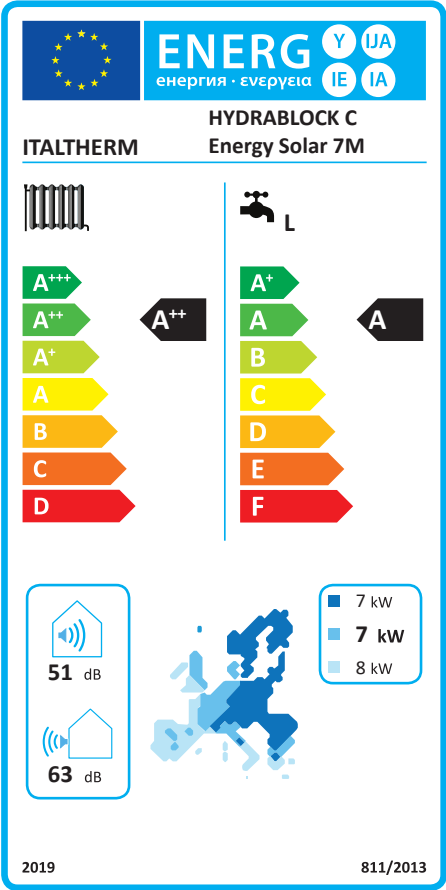 ENERG Y IJA
енергия · ενεργεια IE IA
ITALTHERM
HYDRABLOCK C
Energy Solar 7M
L
A+++
A++
A+
A
B
C
D
A++
A+
A
B
C
D
E
F
A
51 dB
63 dB
7 kW
7 kW
8 kW
2019
811/2013